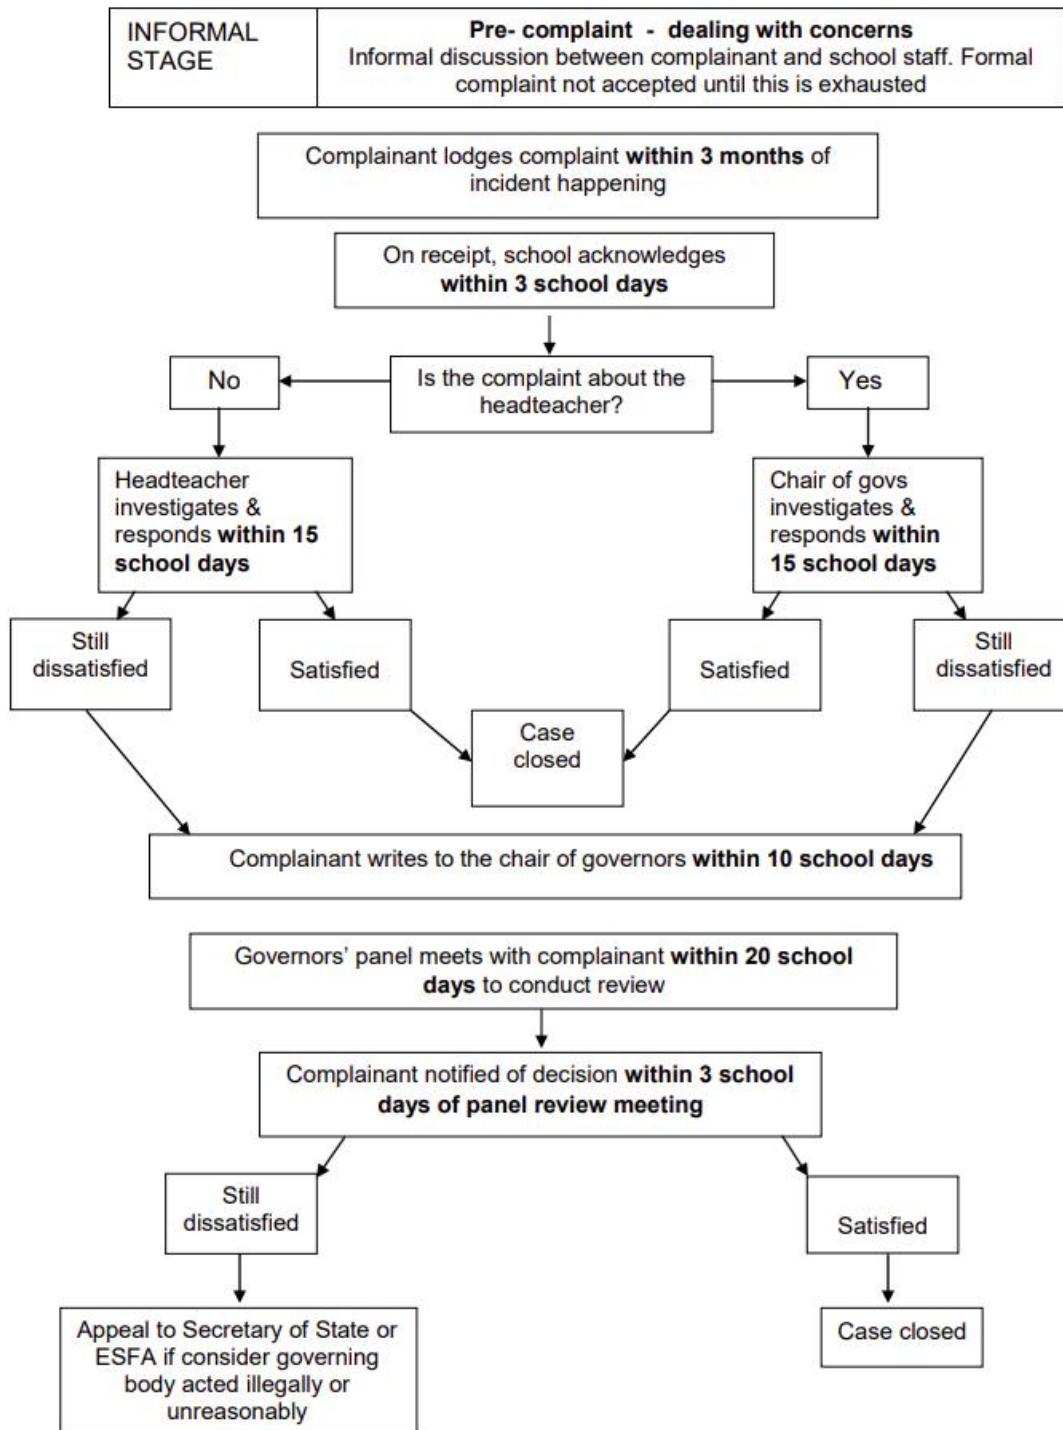 INFORMAL
STAGE
Pre- complaint - dealing with concerns
Informal discussion between complainant and school staff. Formal
complaint not accepted until this is exhausted
Complainant lodges complaint within 3 months of
incident happening
On receipt, school acknowledges
within 3 school days
No
Is the complaint about the
headteacher?
Yes
Headteacher
investigates &
responds within 15
school days
Chair of govs
investigates &
responds within
15 school days
Still
dissatisfied
Satisfied
Satisfied
Still
dissatisfied
Case
closed
Complainant writes to the chair of governors within 10 school days
Governors’ panel meets with complainant within 20 school
days to conduct review
Complainant notified of decision within 3 school
days of panel review meeting
Still
dissatisfied
Satisfied
Appeal to Secretary of State or
ESFA if consider governing
body acted illegally or
unreasonably
Case closed